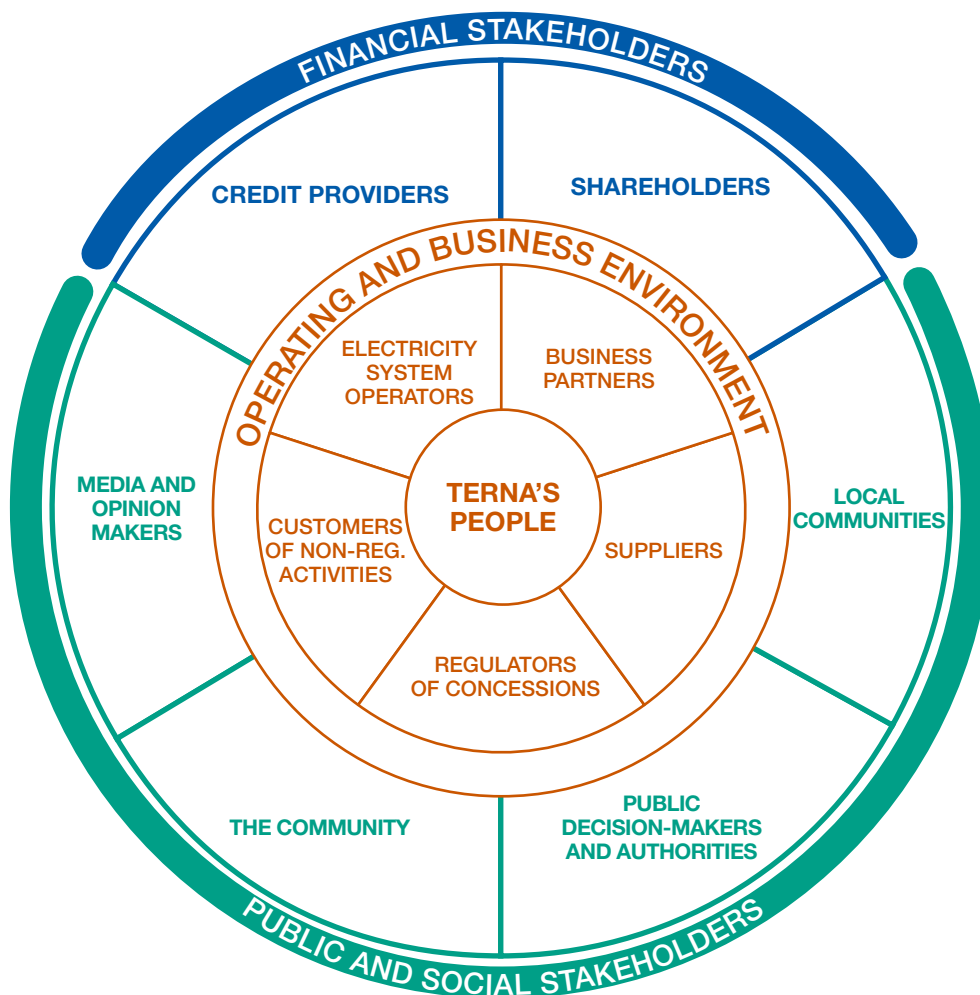 FINANCIAL STAKEHOLDERS
CREDIT PROVIDERS
SHAREHOLDERS
OPERATING AND BUSINESS ENVIRONMENT
ELECTRICITY
SYSTEM
OPERATORS
BUSINESS
PARTNERS
TERNA'S
PEOPLE
MEDIA AND
OPINION
MAKERS
CUSTOMERS
OF NON-REG.
ACTIVITIES
SUPPLIERS
LOCAL
COMMUNITIES
REGULATORS
OF CONCESSIONS
THE COMMUNITY
PUBLIC
DECISION-MAKERS
AND AUTHORITIES
PUBLIC AND SOCIAL STAKEHOLDERS